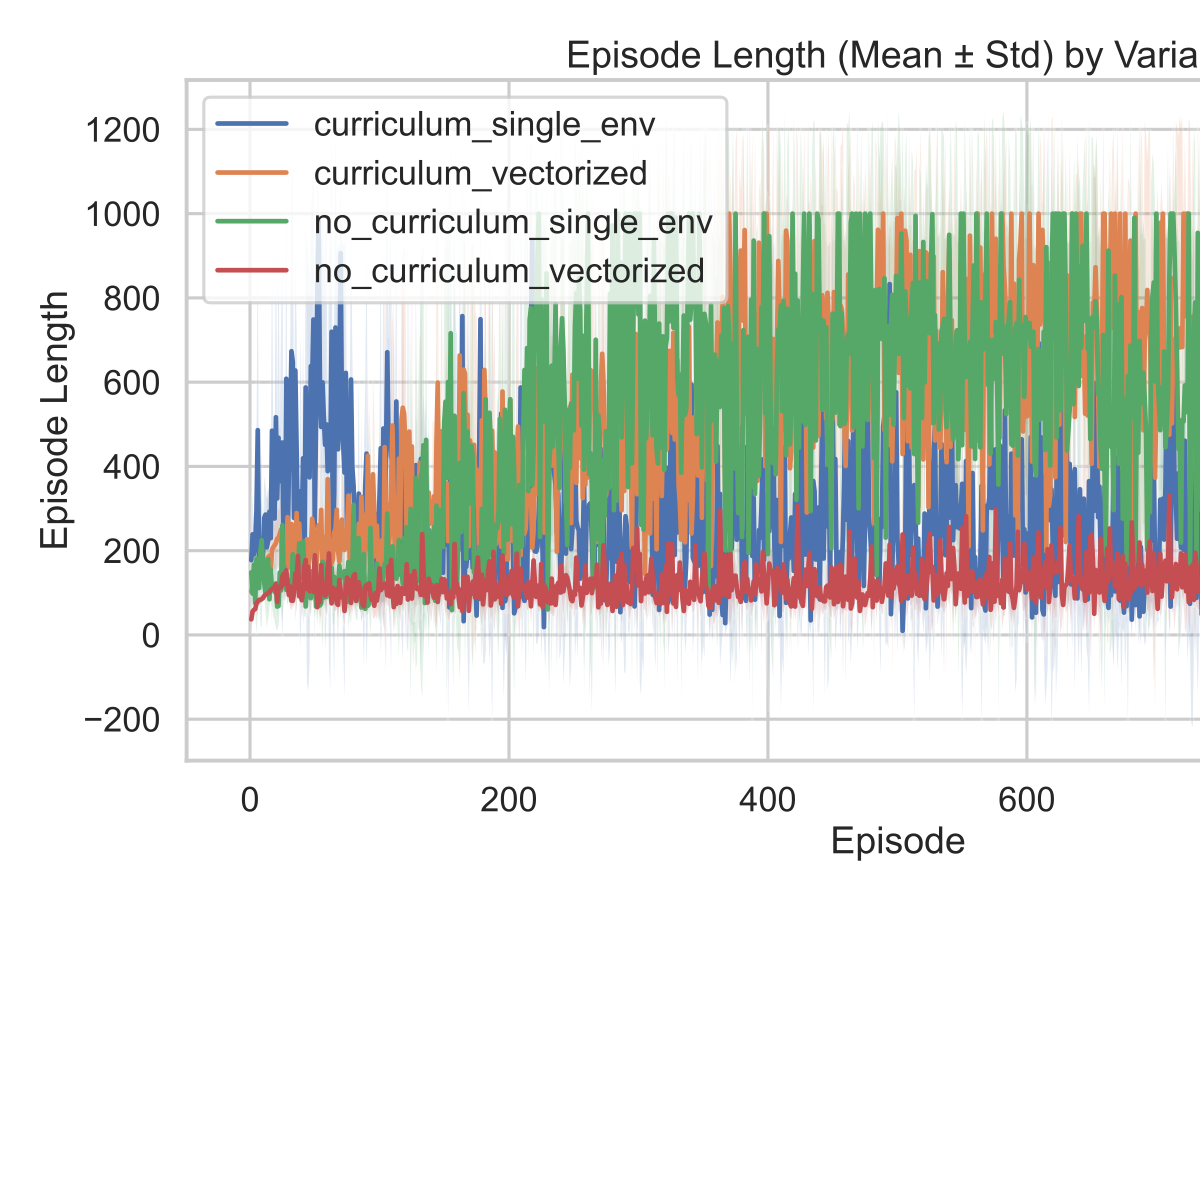 Episode Length (Mean ± Std) by Varia
curriculum_single_env
curriculum_vectorized
no_curriculum_single_env
no_curriculum_vectorized
1200
1000
800
600
400
200
0
−200
Episode Length
0 200 400 600
Episode